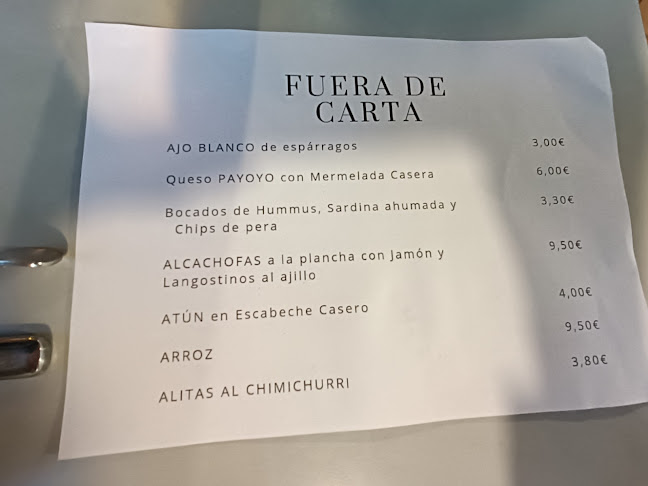 FUERA DE
CARTA
AJO BLANCO de espárragos 3,00€
Queso PAYOYO con Mermelada Casera 6,00€
Bocados de Hummus, Sardina ahumada y 3,30€
Chips de pera
ALCACHOFAS a la plancha con Jamón y 9,50€
Langostinos al ajillo
ATÚN en Escabeche Casero 4,00€
ARROZ 9,50€
ALITAS AL CHIMICHURRI 3,80€